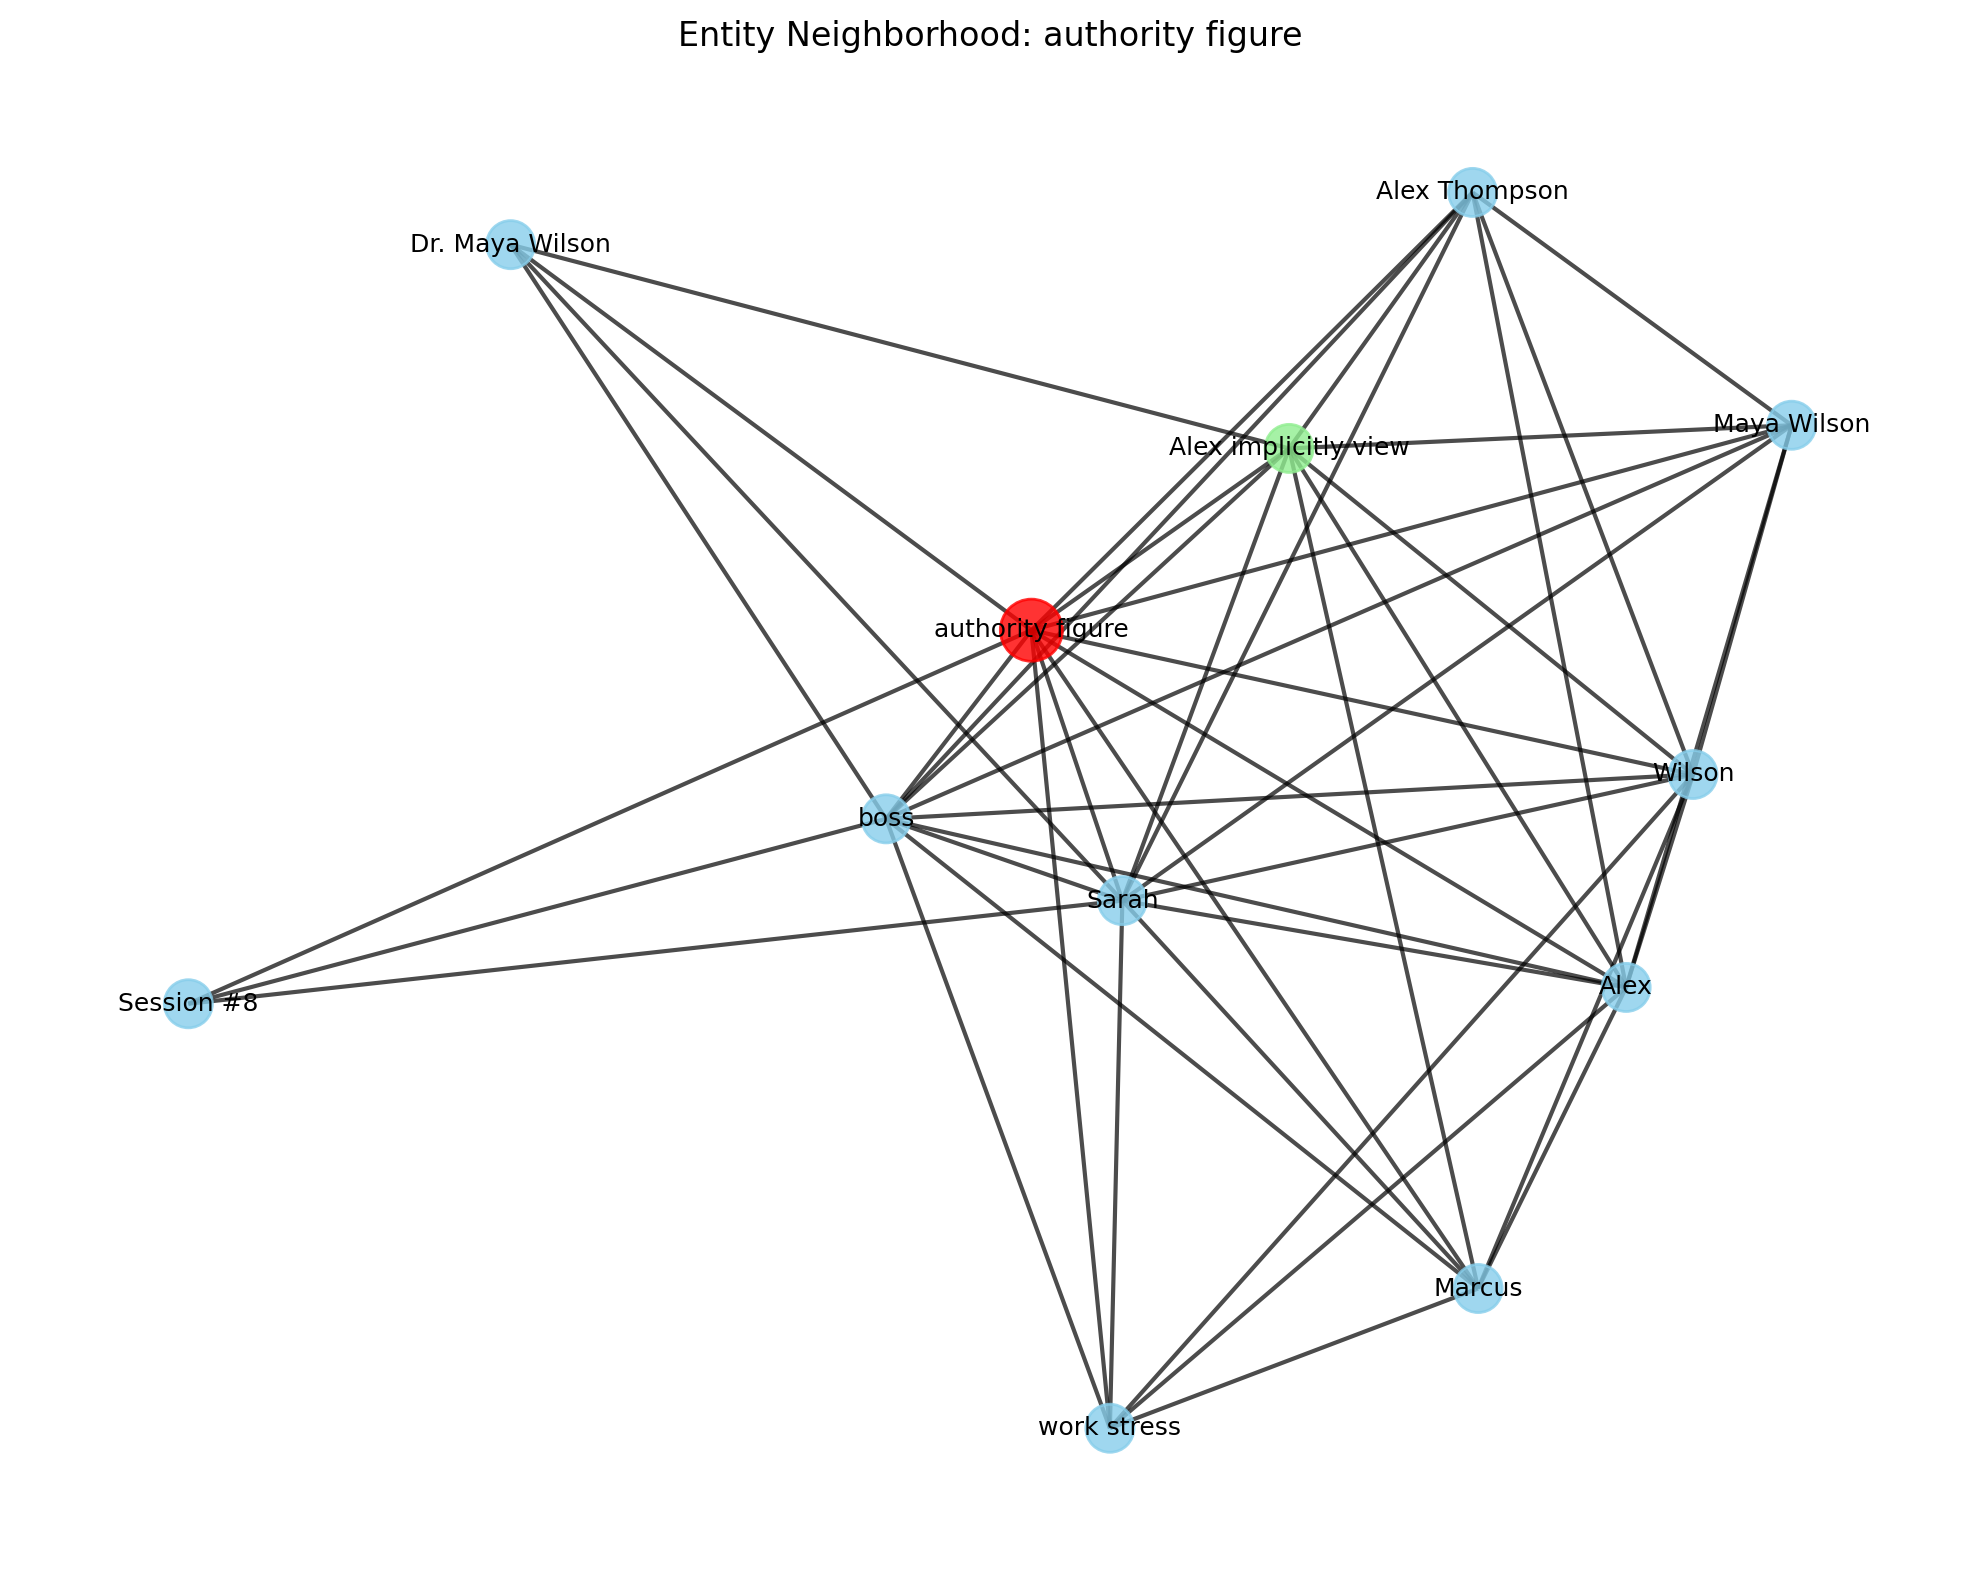 Entity Neighborhood: authority figure
Alex Thompson
Dr. Maya Wilson
Maya Wilson
Alex implicitly view
authority figure
Wilson
boss
Sarah
Alex
Session #8
Marcus
work stress